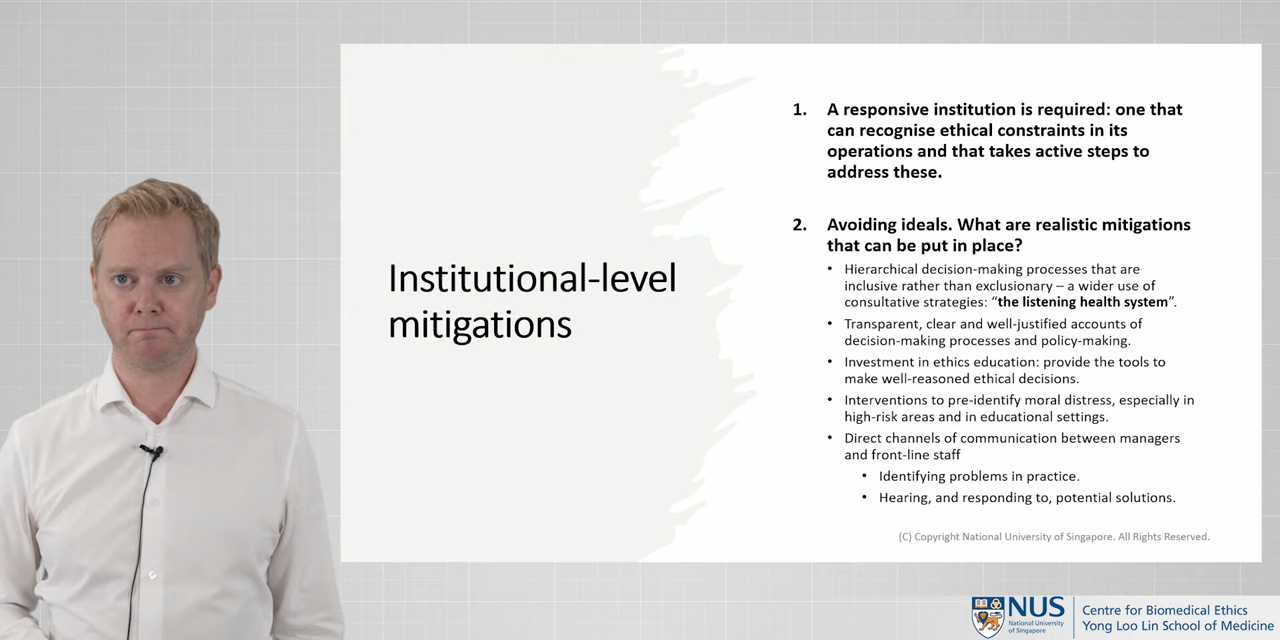 Institutional-level
mitigations
1. A responsive institution is required: one that
can recognise ethical constraints in its
operations and that takes active steps to
address these.
2. Avoiding ideals. What are realistic mitigations
that can be put in place?
• Hierarchical decision-making processes that are
inclusive rather than exclusionary – a wider use of
consultative strategies: “the listening health system”.
• Transparent, clear and well-justified accounts of
decision-making processes and policy-making.
• Investment in ethics education: provide the tools to
make well-reasoned ethical decisions.
• Interventions to pre-identify moral distress, especially in
high-risk areas and in educational settings.
• Direct channels of communication between managers
and front-line staff
• Identifying problems in practice.
• Hearing, and responding to, potential solutions.
(C) Copyright National University of Singapore. All Rights Reserved.
NUS
National University
of Singapore
Centre for Biomedical Ethics
Yong Loo Lin School of Medicine